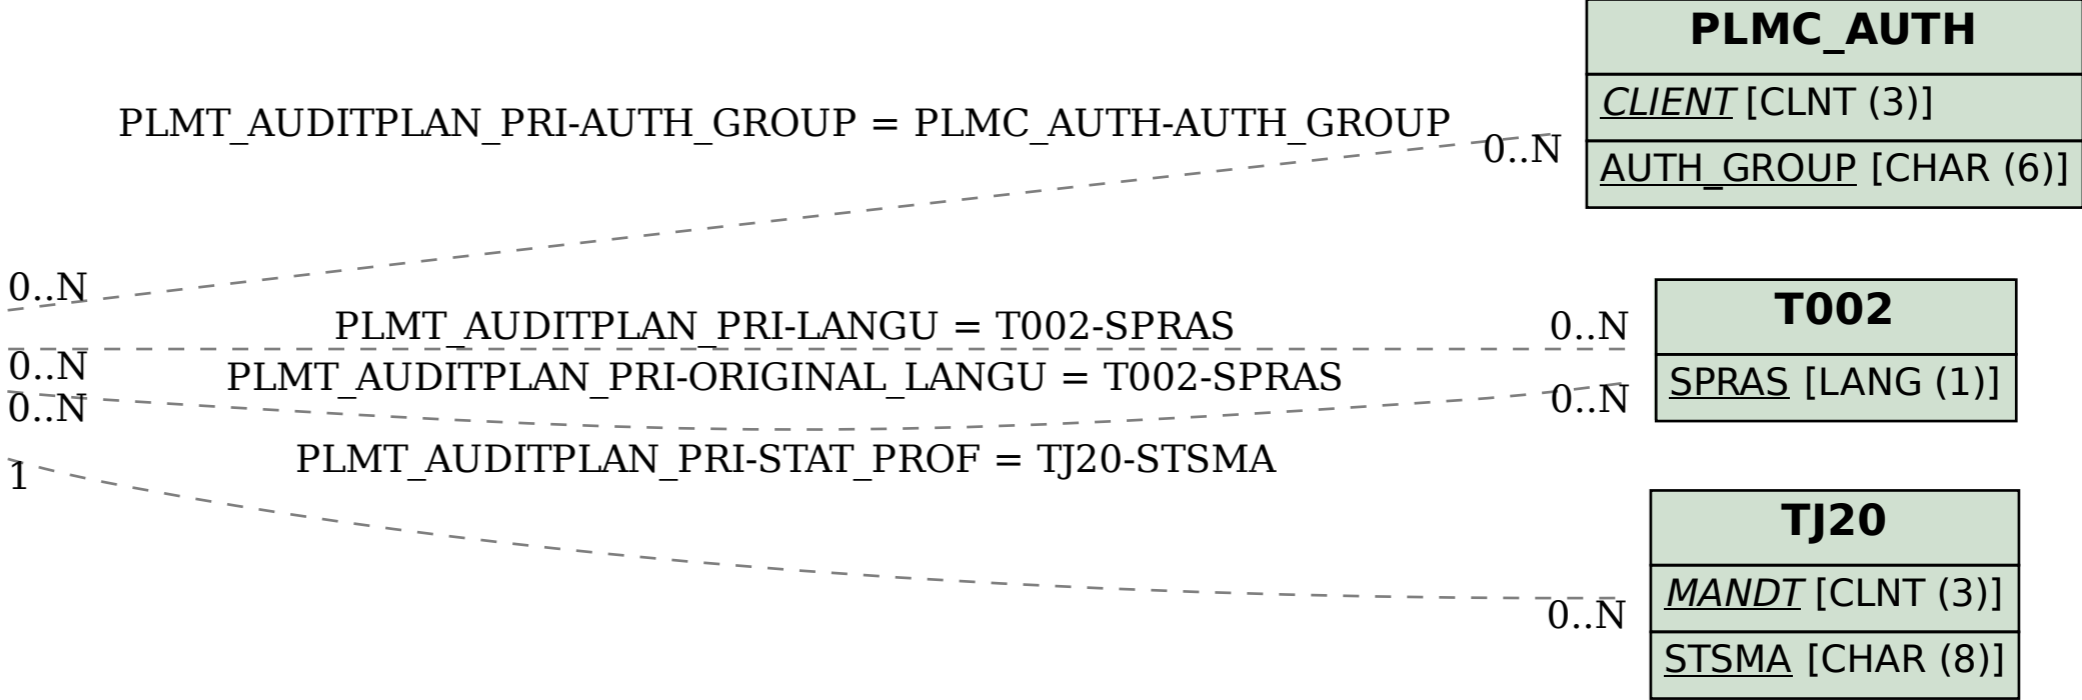 PLMC_AUTH
CLIENT [CLNT (3)]
PLMT_AUDITPLAN_PRI-AUTH_GROUP = PLMC_AUTH-AUTH_GROUP
0..N
AUTH_GROUP [CHAR (6)]
0..N
T002
PLMT_AUDITPLAN_PRI-LANGU = T002-SPRAS
0..N
0..N
PLMT_AUDITPLAN_PRI-ORIGINAL_LANGU = T002-SPRAS
SPRAS [LANG (1)]
0..N
0..N
PLMT_AUDITPLAN_PRI-STAT_PROF = TJ20-STSMA
1
TJ20
MANDT [CLNT (3)]
0..N
STSMA [CHAR (8)]